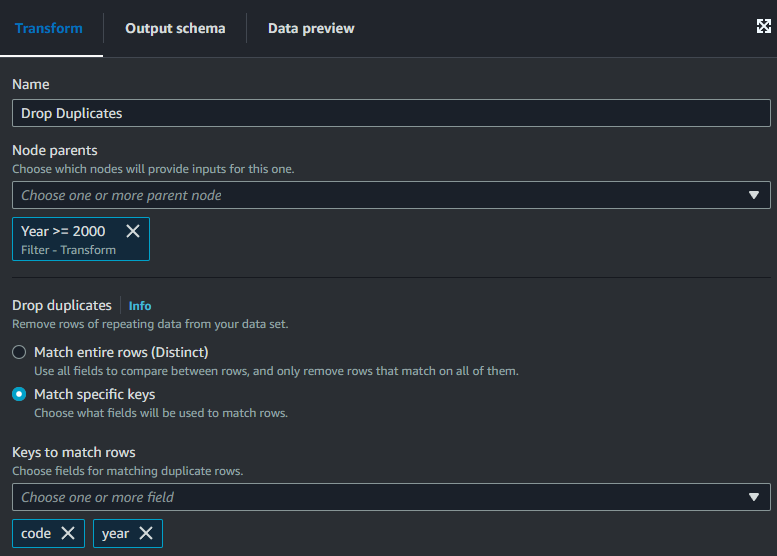 Transform
Output schema
Data preview
Name
Drop Duplicates
Node parents
Choose which nodes will provide inputs for this one.
Choose one or more parent node
Year >= 2000
Filter - Transform
Drop duplicates
Info
Remove rows of repeating data from your data set.
Match entire rows (Distinct)
Use all fields to compare between rows, and only remove rows that match on all of them.
Match specific keys
Choose what fields will be used to match rows.
Keys to match rows
Choose fields for matching duplicate rows.
Choose one or more field
code
year